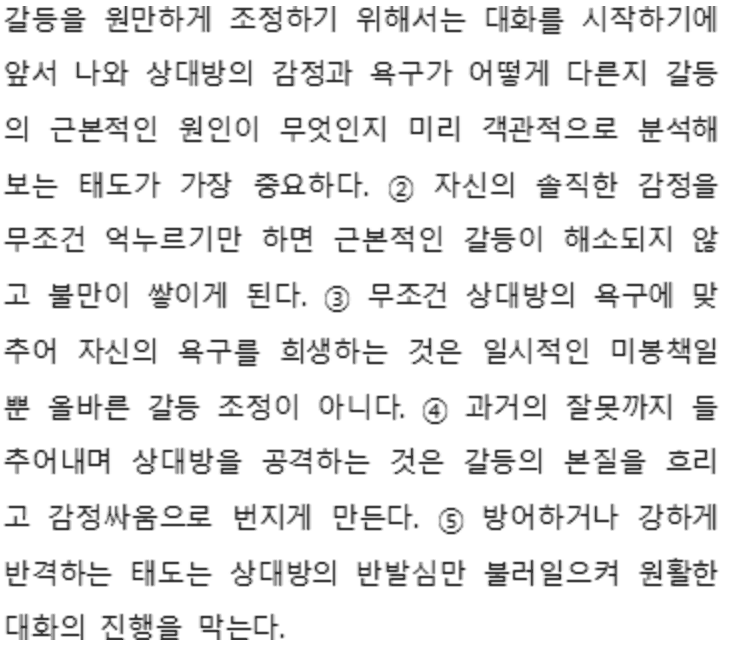 갈등을 원만하게 조정하기 위해서는 대화를 시작하기에
앞서 나와 상대방의 감정과 욕구가 어떻게 다른지 갈등
의 근본적인 원인이 무엇인지 미리 객관적으로 분석해
보는 태도가 가장 중요하다. ② 자신의 솔직한 감정을
무조건 억누르기만 하면 근본적인 갈등이 해소되지 않
고 불만이 쌓이게 된다. ③ 무조건 상대방의 욕구에 맞
추어 자신의 욕구를 희생하는 것은 일시적인 미봉책일
뿐 올바른 갈등 조정이 아니다. ④ 과거의 잘못까지 들
추어내며 상대방을 공격하는 것은 갈등의 본질을 흐리
고 감정싸움으로 번지게 만든다. ⑤ 방어하거나 강하게
반격하는 태도는 상대방의 반발심만 불러일으켜 원활한
대화의 진행을 막는다.